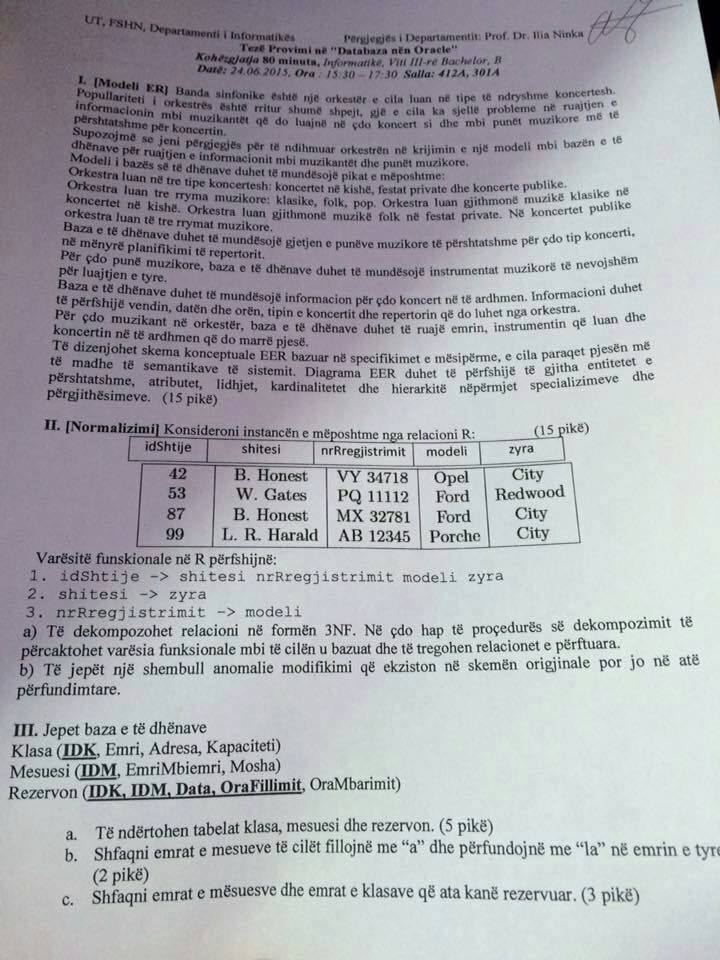 UT, FSHN, Departamenti i Informatikës Përgjegjës i Departamentit: Prof. Dr. Ilia Ninka
Tezë Provimi në "Databaza nën Oracle"
Kohëzgjatja 80 minuta, Informatikë, Viti III-rë Bachelor, B
Datë: 24.06.2015, Ora : 15:30 – 17:30 Salla: 412A, 301A
I. [Modeli ER] Banda sinfonike është një orkestër e cila luan në tipe të ndryshme koncertesh.
Popullariteti i orkestrës është rritur shumë shpejt, gjë e cila ka sjellë probleme në ruajtjen e
informacionin mbi muzikantët që do luajnë në çdo koncert si dhe mbi punët muzikore më të
përshtatshme për koncertin.
Supozojmë se jeni përgjegjës për të ndihmuar orkestrën në krijimin e një modeli mbi bazën e të
dhënave për ruajtjen e informacionit mbi muzikantët dhe punët muzikore.
Modeli i bazës së të dhënave duhet të mundësojë pikat e mëposhtme:
Orkestra luan në tre tipe koncertesh: koncertet në kishë, festat private dhe koncerte publike.
Orkestra luan tre rryma muzikore: klasike, folk, pop. Orkestra luan gjithmonë muzikë klasike në
koncertet në kishë. Orkestra luan gjithmonë muzikë folk në festat private. Në koncertet publike
orkestra luan të tre rrymat muzikore.
Baza e të dhënave duhet të mundësojë gjetjen e punëve muzikore të përshtatshme për çdo tip koncerti,
në mënyrë planifikimi të repertorit.
Për çdo punë muzikore, baza e të dhënave duhet të mundësojë instrumentat muzikorë të nevojshëm
për luajtjen e tyre.
Baza e të dhënave duhet të mundësojë informacion për çdo koncert në të ardhmen. Informacioni duhet
të përfshijë vendin, datën dhe orën, tipin e koncertit dhe repertorin që do luhet nga orkestra.
Për çdo muzikant në orkestër, baza e të dhënave duhet të ruajë emrin, instrumentin që luan dhe
koncertin në të ardhmen që do marrë pjesë.
Të dizenjohet skema konceptuale EER bazuar në specifikimet e mësipërme, e cila paraqet pjesën më
të madhe të semantikave të sistemit. Diagrama EER duhet të përfshijë të gjitha entitetet e
përshtatshme, atributet, lidhjet, kardinalitetet dhe hierarkitë nëpërmjet specializimeve dhe
përgjithësimeve. (15 pikë)
II. [Normalizimi] Konsideroni instancën e mëposhtme nga relacioni R: (15 pikë)
idShtije shitesi nrRregjistrimit modeli zyra
42 B. Honest VY 34718 Opel City
53 W. Gates PQ 11112 Ford Redwood
87 B. Honest MX 32781 Ford City
99 L. R. Harald AB 12345 Porche City
Varësitë funskionale në R përfshijnë:
1. idShtije -> shitesi nrRregjistrimit modeli zyra
2. shitesi -> zyra
3. nrRregjistrimit -> modeli
a) Të dekompozohet relacioni në formën 3NF. Në çdo hap të proçedurës së dekompozimit të
përcaktohet varësia funksionale mbi të cilën u bazuat dhe të tregohen relacionet e përftuara.
b) Të jepët një shembull anomalie modifikimi që ekziston në skemën origjinale por jo në atë
përfundimtare.
III. Jepet baza e të dhënave
Klasa (IDK, Emri, Adresa, Kapaciteti)
Mesuesi (IDM, EmriMbiemri, Mosha)
Rezervon (IDK, IDM, Data, OraFillimit, OraMbarimit)
a. Të ndërtohen tabelat klasa, mesuesi dhe rezervon. (5 pikë)
b. Shfaqni emrat e mesueve të cilët fillojnë me “a” dhe përfundojnë me “la” në emrin e tyre
(2 pikë)
c. Shfaqni emrat e mësuesve dhe emrat e klasave që ata kanë rezervuar. (3 pikë)